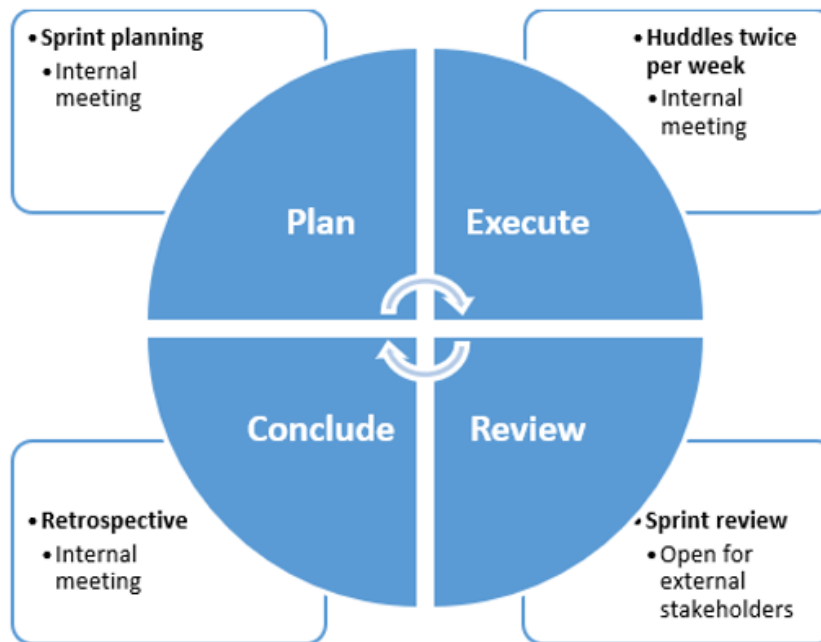 • Sprint planning
• Internal
meeting
• Huddles twice
per week
• Internal
meeting
Plan
Execute
Conclude
Review
• Retrospective
• Internal
meeting
• Sprint review
• Open for
external
stakeholders